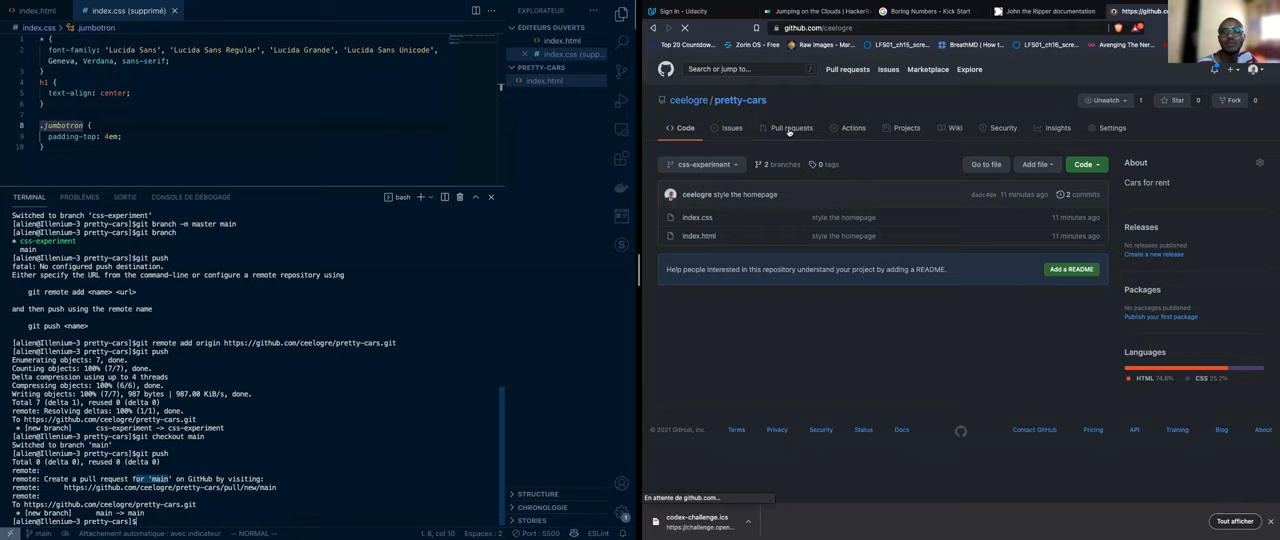 index.html
index.css (supprimé)
index.css > .jumbotron
1 * {
2 font-family: 'Lucida Sans', 'Lucida Sans Regular', 'Lucida Grande', 'Lucida Sans Unicode',
Geneva, Verdana, sans-serif;
3 }
4 h1 {
5 text-align: center;
6 }
7
8 .jumbotron {
9 padding-top: 4em;
10 }
EXPLORATEUR
ÉDITEURS OUVERTS
index.html
index.css (supp...
PRETTY-CARS
index.html
TERMINAL
PROBLÈMES
SORTIE
CONSOLE DE DÉBOGAGE
bash
Switched to branch 'css-experiment'
[alien@Illenium-3 pretty-cars]$git branch -m master main
[alien@Illenium-3 pretty-cars]$git branch
* css-experiment
main
[alien@Illenium-3 pretty-cars]$git push
fatal: No configured push destination.
Either specify the URL from the command-line or configure a remote repository using
git remote add <name> <url>
and then push using the remote name
git push <name>
[alien@Illenium-3 pretty-cars]$git remote add origin https://github.com/ceelogre/pretty-cars.git
[alien@Illenium-3 pretty-cars]$git push
Enumerating objects: 7, done.
Counting objects: 100% (7/7), done.
Delta compression using up to 4 threads
Compressing objects: 100% (6/6), done.
Writing objects: 100% (7/7), 987 bytes | 987.00 KiB/s, done.
Total 7 (delta 1), reused 0 (delta 0)
remote: Resolving deltas: 100% (1/1), done.
To https://github.com/ceelogre/pretty-cars.git
* [new branch] css-experiment -> css-experiment
[alien@Illenium-3 pretty-cars]$git checkout main
Switched to branch 'main'
[alien@Illenium-3 pretty-cars]$git push
Total 0 (delta 0), reused 0 (delta 0)
remote:
remote: Create a pull request for 'main' on GitHub by visiting:
remote: https://github.com/ceelogre/pretty-cars/pull/new/main
remote:
To https://github.com/ceelogre/pretty-cars.git
* [new branch] main -> main
[alien@Illenium-3 pretty-cars]$
STRUCTURE
CHRONOLOGIE
STORIES
main
Attachement automatique : avec indicateur
-- NORMAL --
L 8, col 10
Espaces : 2
Port : 5500
ESLint
Sign In - Udacity
Jumping on the Clouds | HackerR
Boring Numbers - Kick Start
John the Ripper documentation
https://github.co
github.com/ceelogre
Top 20 Countdow...
Zorin OS - Free
Raw Images - Mar...
LFS01_ch15_scre...
BreathMD | How t...
LFS01_ch16_scre...
Avenging The Ner...
Search or jump to...
/
Pull requests
Issues
Marketplace
Explore
ceelogre / pretty-cars
Unwatch
1
Star
0
Fork
0
Code
Issues
Pull requests
Actions
Projects
Wiki
Security
Insights
Settings
css-experiment
2 branches
0 tags
Go to file
Add file
Code
About
Cars for rent
ceelogre style the homepage
dadc4de
11 minutes ago
2 commits
index.css
style the homepage
11 minutes ago
index.html
style the homepage
11 minutes ago
Help people interested in this repository understand your project by adding a README.
Add a README
Releases
No releases published
Create a new release
Packages
No packages published
Publish your first package
Languages
HTML 74.8%
CSS 25.2%
© 2021 GitHub, Inc.
Terms
Privacy
Security
Status
Docs
Contact GitHub
Pricing
API
Training
Blog
About
En attente de github.com...
codex-challenge.ics
https://challenge.open...
Tout afficher